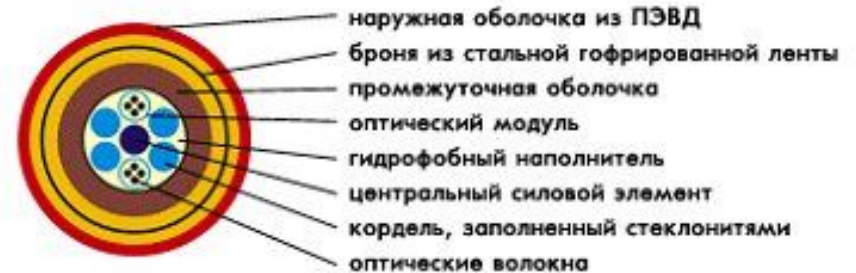 наружная оболочка из ПЭВД
броня из стальной гофрированной ленты
промежуточная оболочка
оптический модуль
гидрофобный наполнитель
центральный силовой элемент
кордель, заполненный стеклонитями
оптические волокна